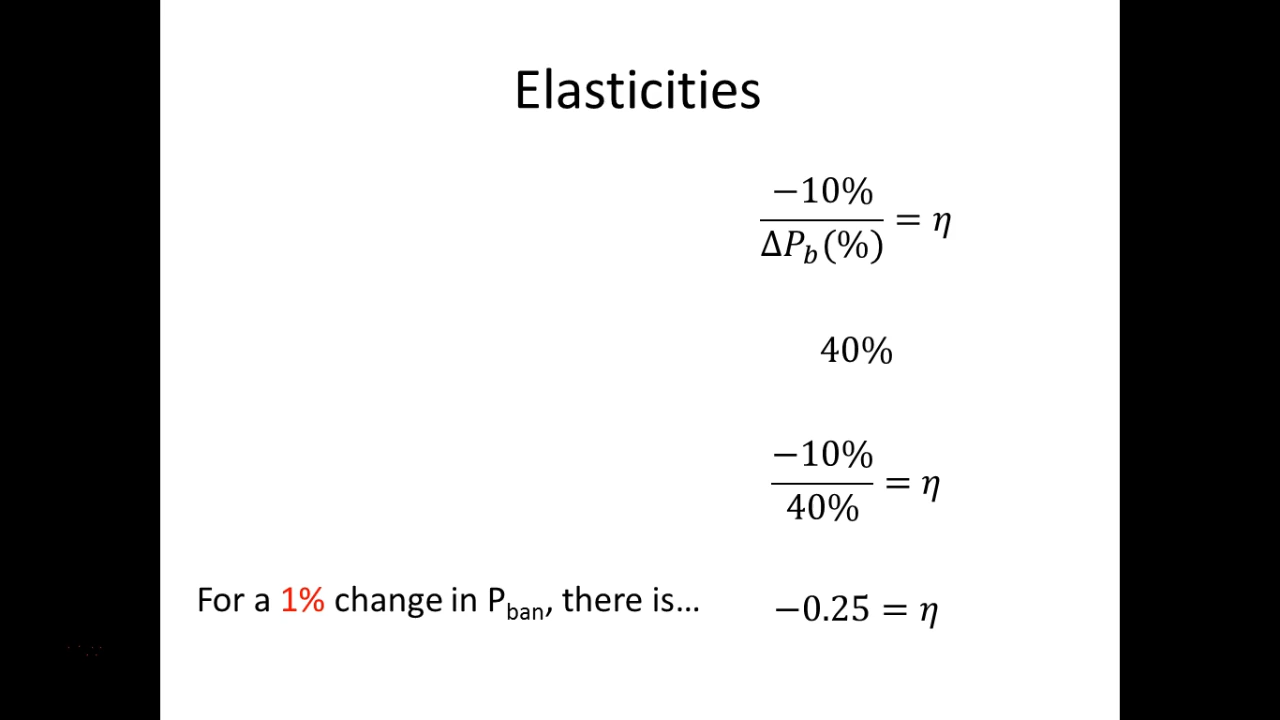 Elasticities
−10%
ΔP_b(%) = η
40%
−10%
40% = η
For a 1% change in P_ban, there is… −0.25 = η